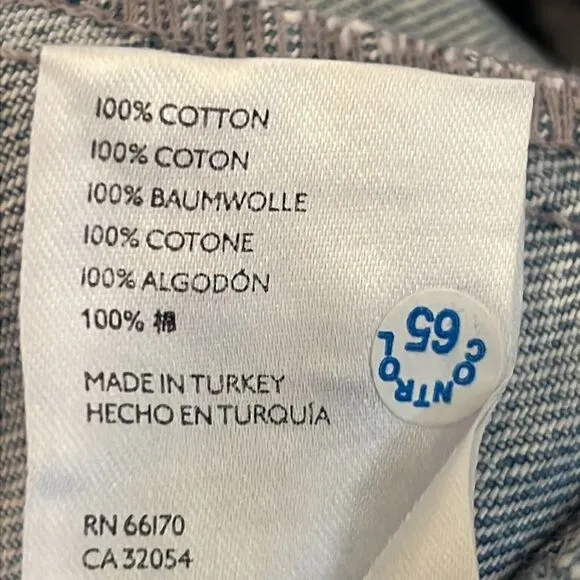 100% COTTON
100% COTON
100% BAUMWOLLE
100% COTONE
100% ALGODÓN
100% 棉
MADE IN TURKEY
HECHO EN TURQUÍA
RN 66170
CA 32054
CONTROL
65